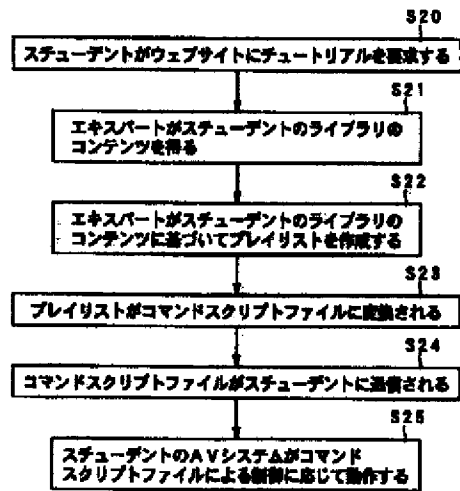 S20
スチューデントがウェブサイトにチュートリアルを要求する
S21
エキスパートがスチューデントのライブラリの
コンテンツを得る
S22
エキスパートがスチューデントのライブラリの
コンテンツに基づいてプレイリストを作成する
S23
プレイリストがコマンドスクリプトファイルに変換される
S24
コマンドスクリプトファイルがスチューデントに送信される
S25
スチューデントのAVシステムがコマンド
スクリプトファイルによる制御に応じて動作する